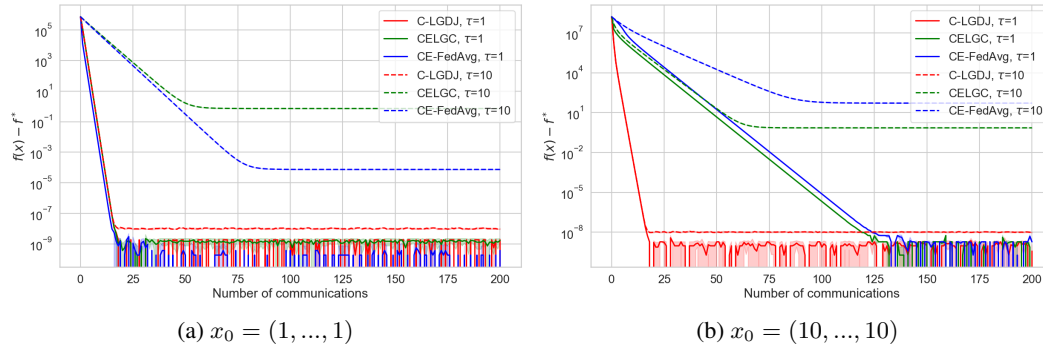 C-LGDJ, τ=1
CELGC, τ=1
CE-FedAvg, τ=1
C-LGDJ, τ=10
CELGC, τ=10
CE-FedAvg, τ=10
10^5
10^3
10^1
10^-1
10^-3
10^-5
10^-7
10^-9
f(x) − f*
0 25 50 75 100 125 150 175 200
Number of communications
(a) x_0 = (1, ..., 1)
C-LGDJ, τ=1
CELGC, τ=1
CE-FedAvg, τ=1
C-LGDJ, τ=10
CELGC, τ=10
CE-FedAvg, τ=10
10^7
10^4
10^1
10^-2
10^-5
10^-8
f(x) − f*
0 25 50 75 100 125 150 175 200
Number of communications
(b) x_0 = (10, ..., 10)